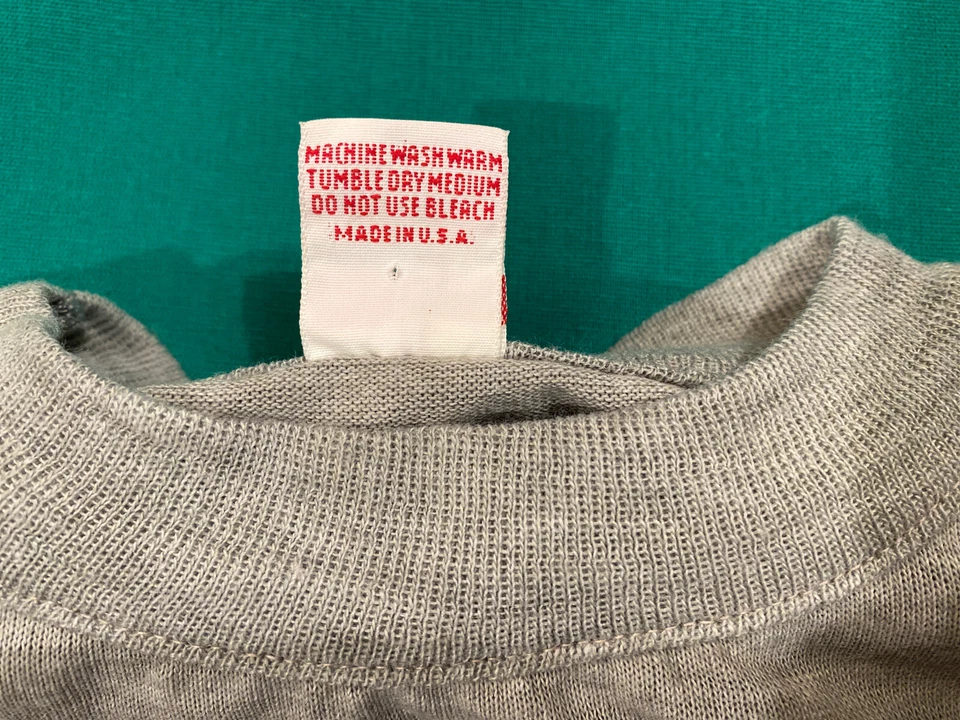 MACHINE WASH WARM
TUMBLE DRY MEDIUM
DO NOT USE BLEACH
MADE IN U.S.A.